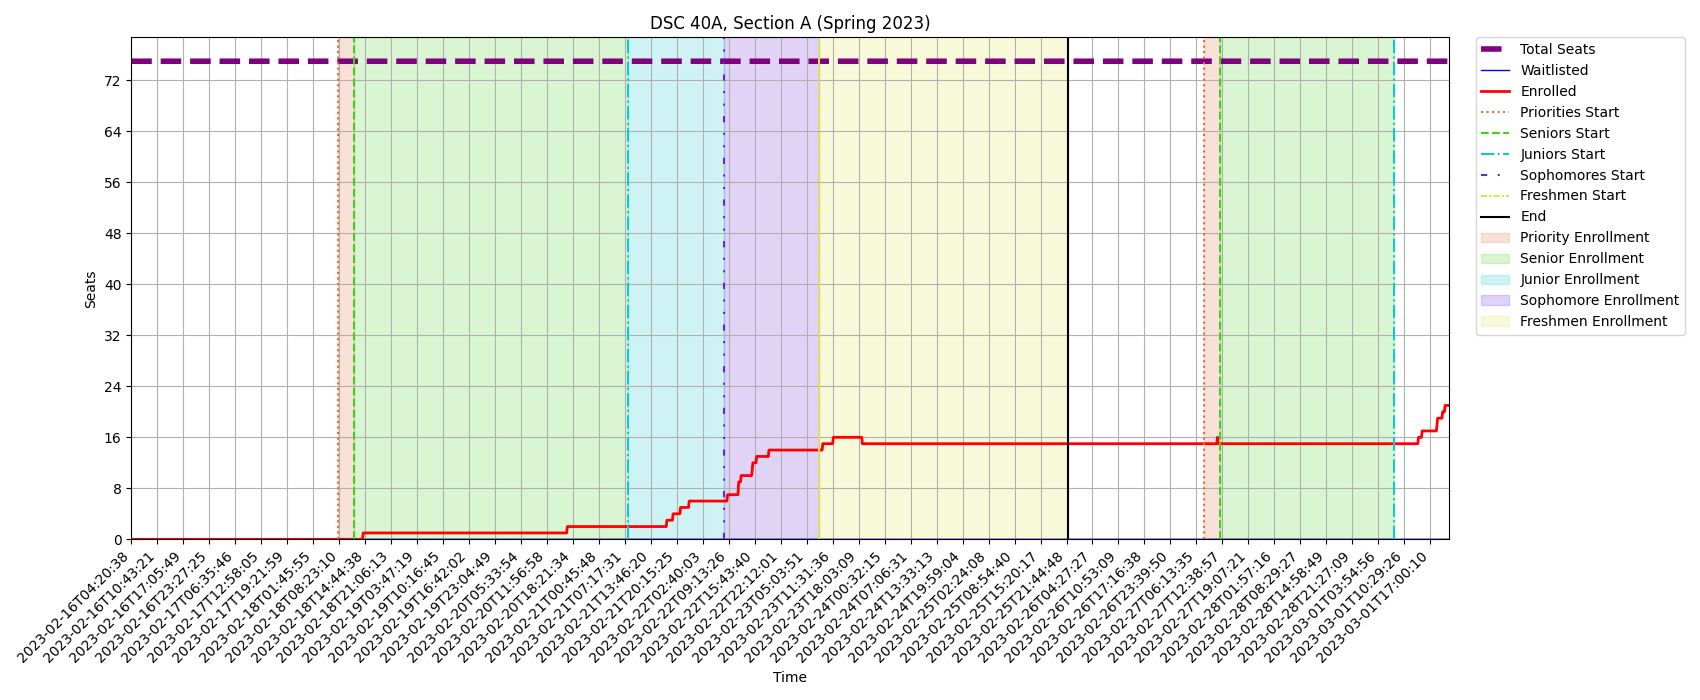 DSC 40A, Section A (Spring 2023)
Seats
72
64
56
48
40
32
24
16
8
0
2023-02-16T04:20:38
2023-02-16T10:43:21
2023-02-16T17:05:49
2023-02-16T23:27:25
2023-02-17T06:35:46
2023-02-17T12:58:05
2023-02-17T19:21:59
2023-02-18T01:45:55
2023-02-18T08:23:10
2023-02-18T14:44:38
2023-02-18T21:06:13
2023-02-19T03:47:19
2023-02-19T10:16:45
2023-02-19T16:42:02
2023-02-19T23:04:49
2023-02-20T05:33:54
2023-02-20T11:56:58
2023-02-20T18:21:34
2023-02-21T00:45:48
2023-02-21T07:17:31
2023-02-21T13:46:20
2023-02-21T20:15:25
2023-02-22T02:40:03
2023-02-22T09:13:26
2023-02-22T15:43:40
2023-02-22T22:12:01
2023-02-23T05:03:51
2023-02-23T11:31:36
2023-02-23T18:03:09
2023-02-24T00:32:15
2023-02-24T07:06:31
2023-02-24T13:33:13
2023-02-24T19:59:04
2023-02-25T02:24:08
2023-02-25T08:54:40
2023-02-25T15:20:17
2023-02-25T21:44:48
2023-02-26T04:27:27
2023-02-26T10:53:09
2023-02-26T17:16:38
2023-02-26T23:39:50
2023-02-27T06:13:35
2023-02-27T12:38:57
2023-02-27T19:07:21
2023-02-28T01:57:16
2023-02-28T08:29:27
2023-02-28T14:58:49
2023-02-28T21:27:09
2023-03-01T03:54:56
2023-03-01T10:29:26
2023-03-01T17:00:10
Time
Total Seats
Waitlisted
Enrolled
Priorities Start
Seniors Start
Juniors Start
Sophomores Start
Freshmen Start
End
Priority Enrollment
Senior Enrollment
Junior Enrollment
Sophomore Enrollment
Freshmen Enrollment